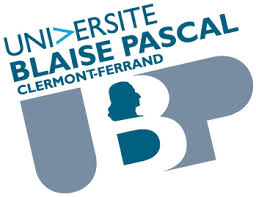 UNIVERSITE
BLAISE PASCAL
CLERMONT-FERRAND
UBP